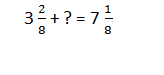 3 2/8 + ? = 7 1/8